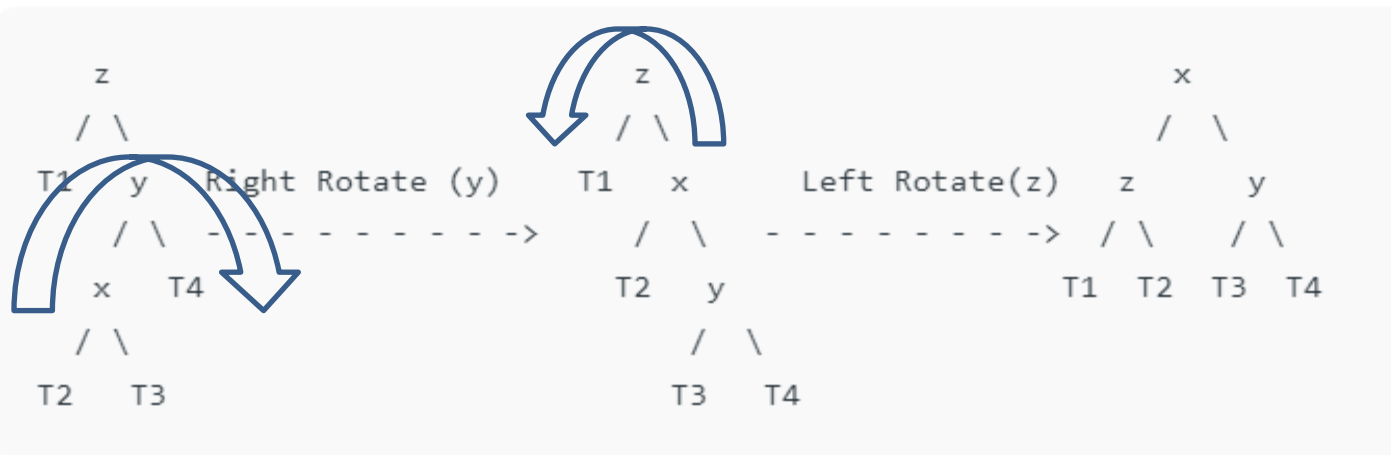 z z x
/ \ / \ / \
T1 y Right Rotate (y) T1 x Left Rotate(z) z y
/ \ - - - - - - - - -> / \ - - - - - - - -> / \ / \
x T4 T2 y T1 T2 T3 T4
/ \ / \
T2 T3 T3 T4